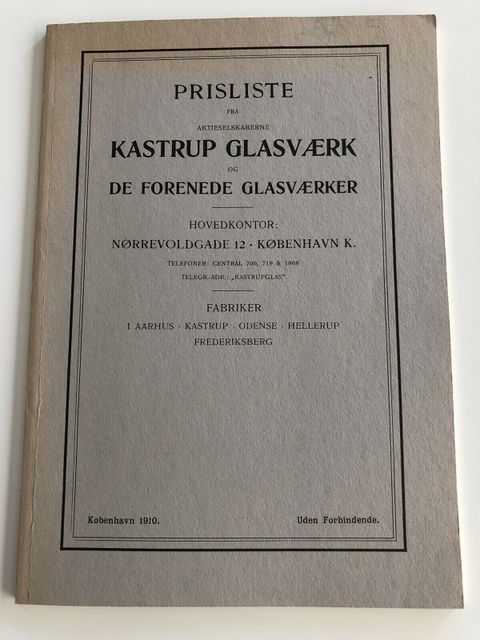 PRISLISTE
FRA
AKTIESELSKABERNE
KASTRUP GLASVÆRK
OG
DE FORENEDE GLASVÆRKER
HOVEDKONTOR:
NØRREVOLDGADE 12 · KØBENHAVN K.
TELEFONER: CENTRAL 700, 719 & 1968
TELEGR.-ADR.: „KASTRUPGLAS"
FABRIKER
I AARHUS · KASTRUP · ODENSE · HELLERUP
FREDERIKSBERG
København 1910. Uden Forbindende.